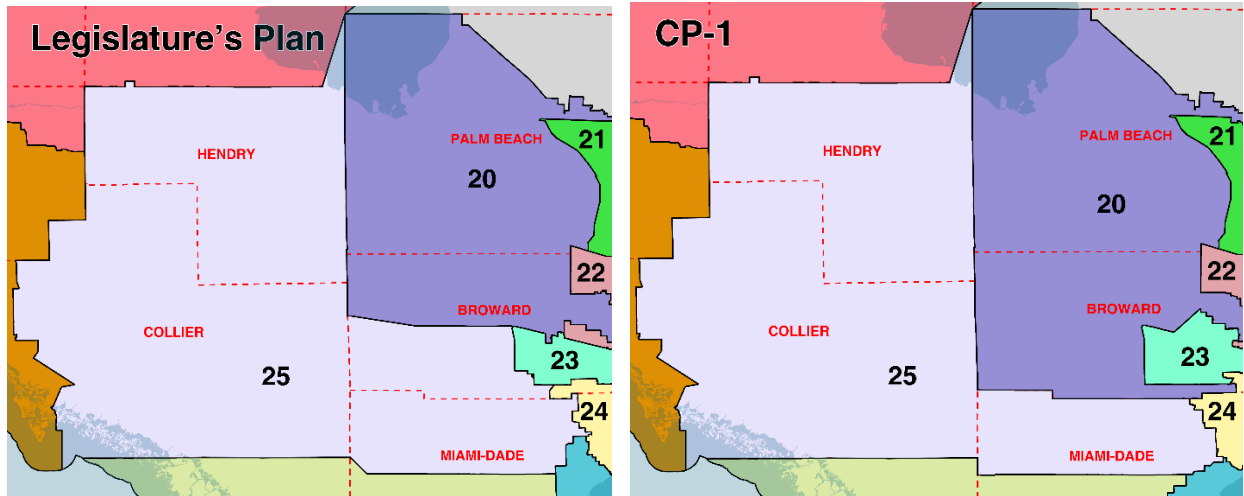 Legislature's Plan
21
PALM BEACH
HENDRY
20
22
BROWARD
COLLIER
23
25
24
MIAMI-DADE
CP-1
21
PALM BEACH
HENDRY
20
22
BROWARD
COLLIER
23
25
24
MIAMI-DADE